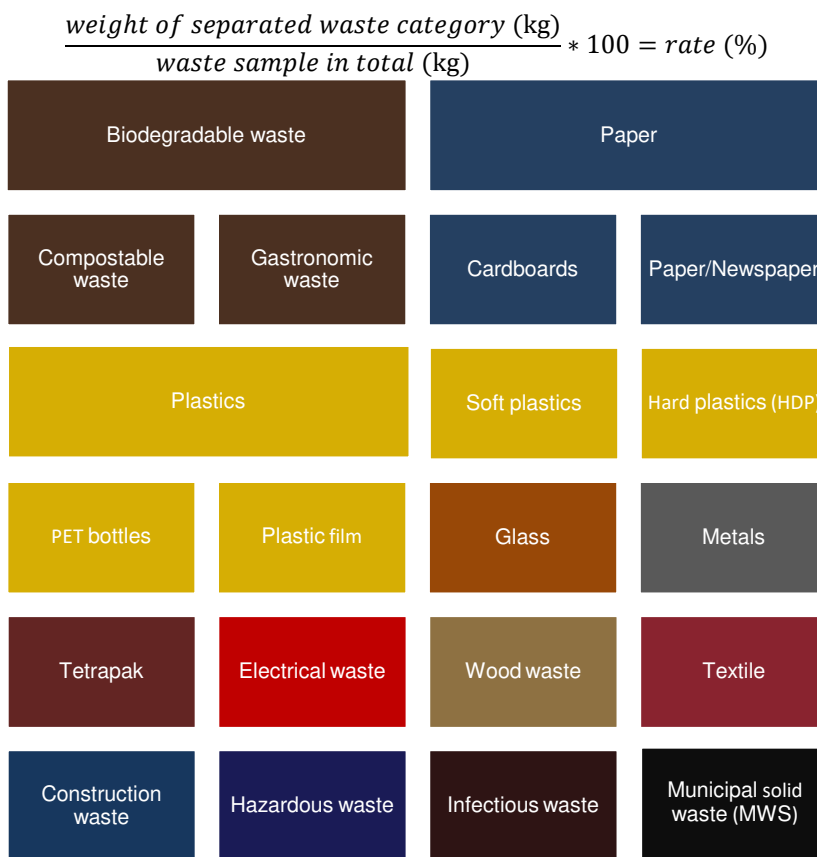 weight of separated waste category (kg)
waste sample in total (kg)
* 100 = rate (%)
Biodegradable waste
Paper
Compostable
waste
Gastronomic
waste
Cardboards
Paper/Newspaper
Plastics
Soft plastics
Hard plastics (HDP)
PET bottles
Plastic film
Glass
Metals
Tetrapak
Electrical waste
Wood waste
Textile
Construction
waste
Hazardous waste
Infectious waste
Municipal solid
waste (MWS)